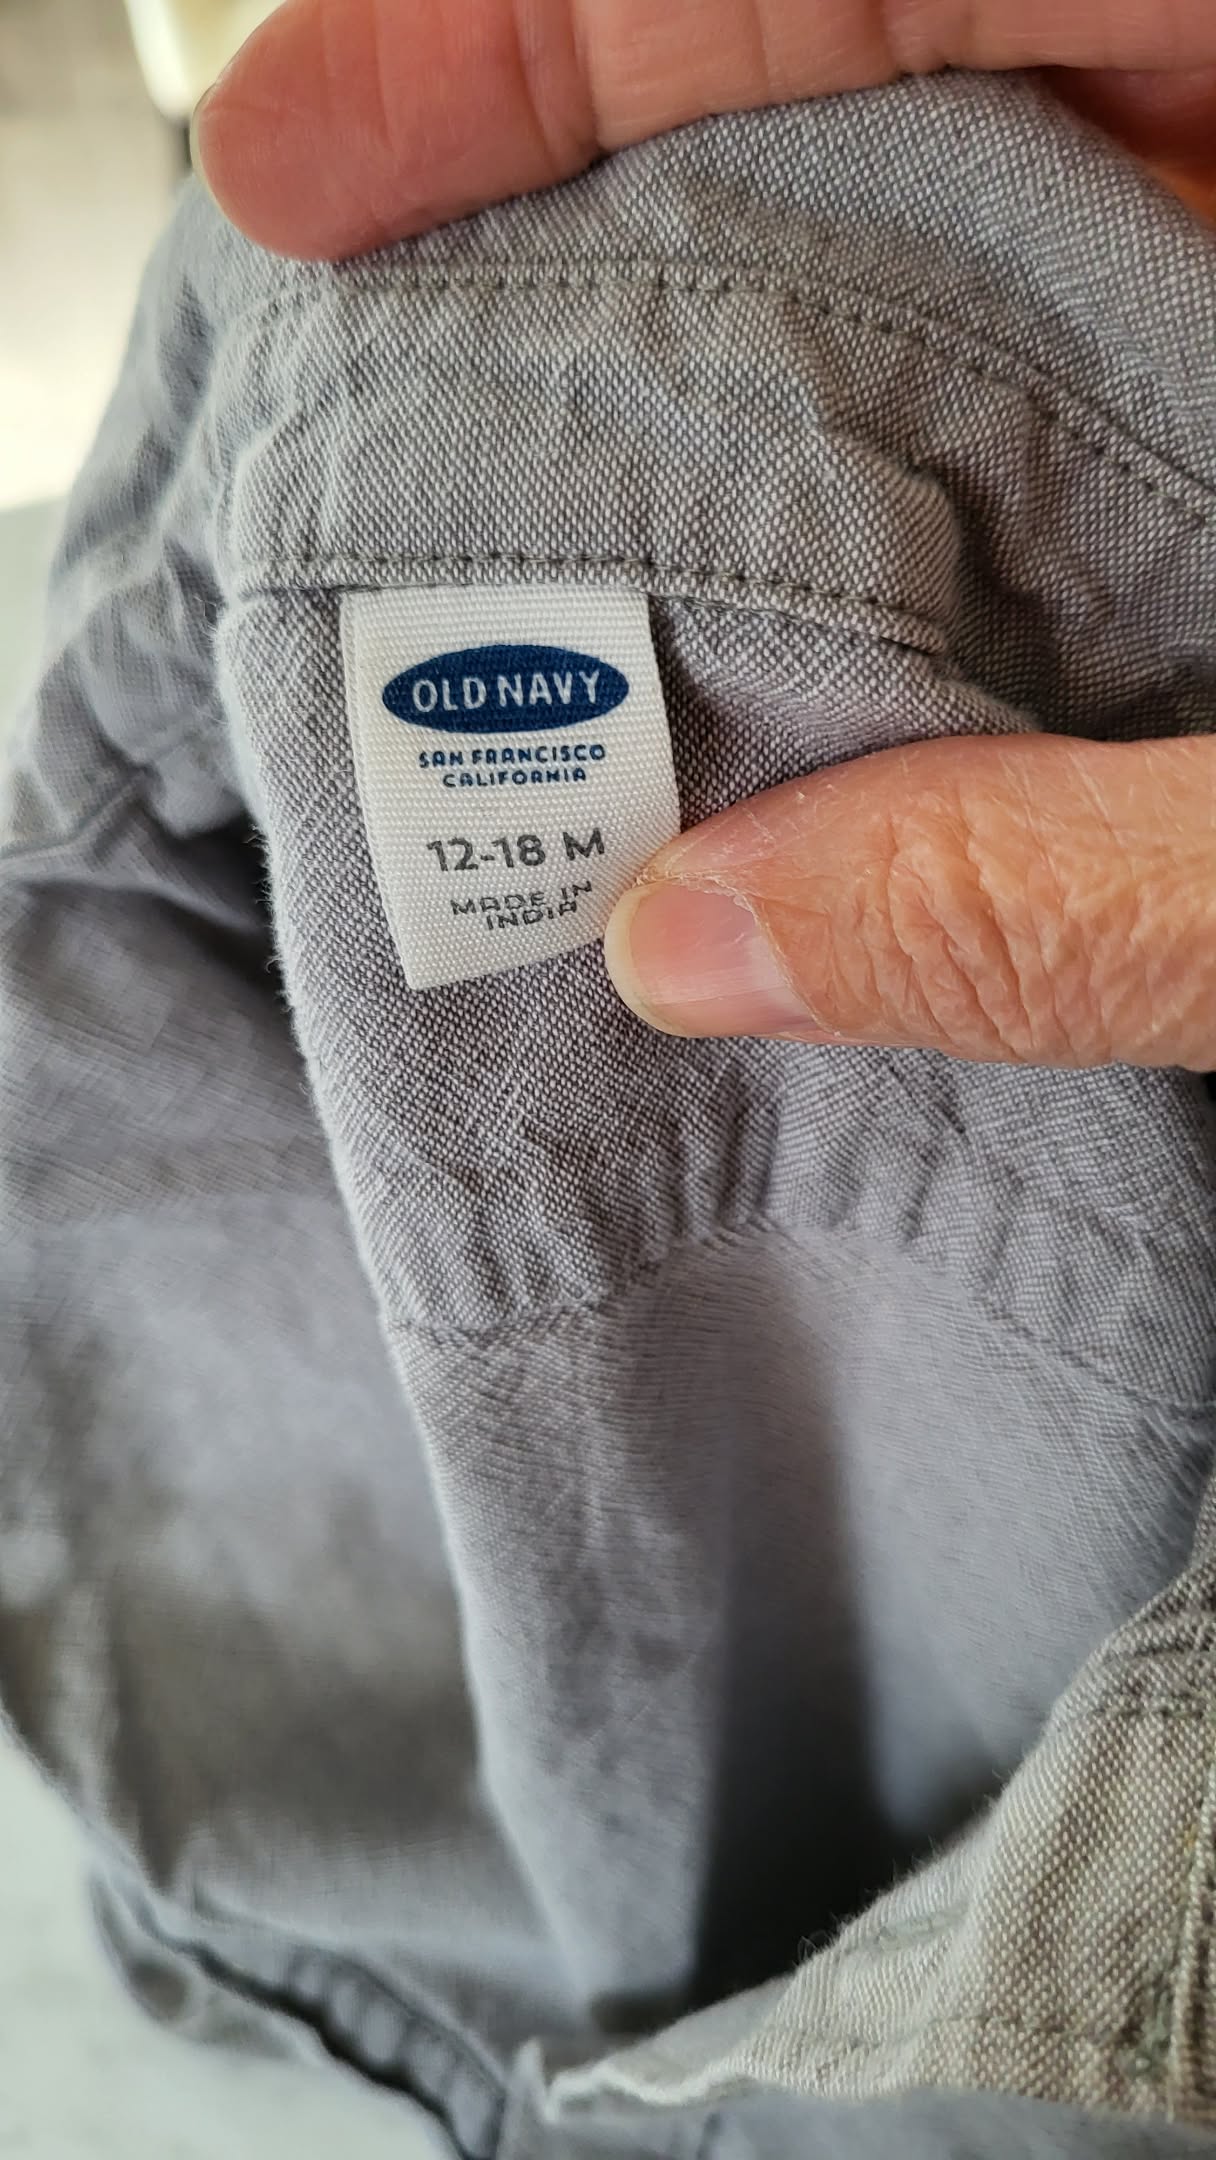 OLD NAVY
SAN FRANCISCO
CALIFORNIA
12-18 M
MADE IN
INDIA